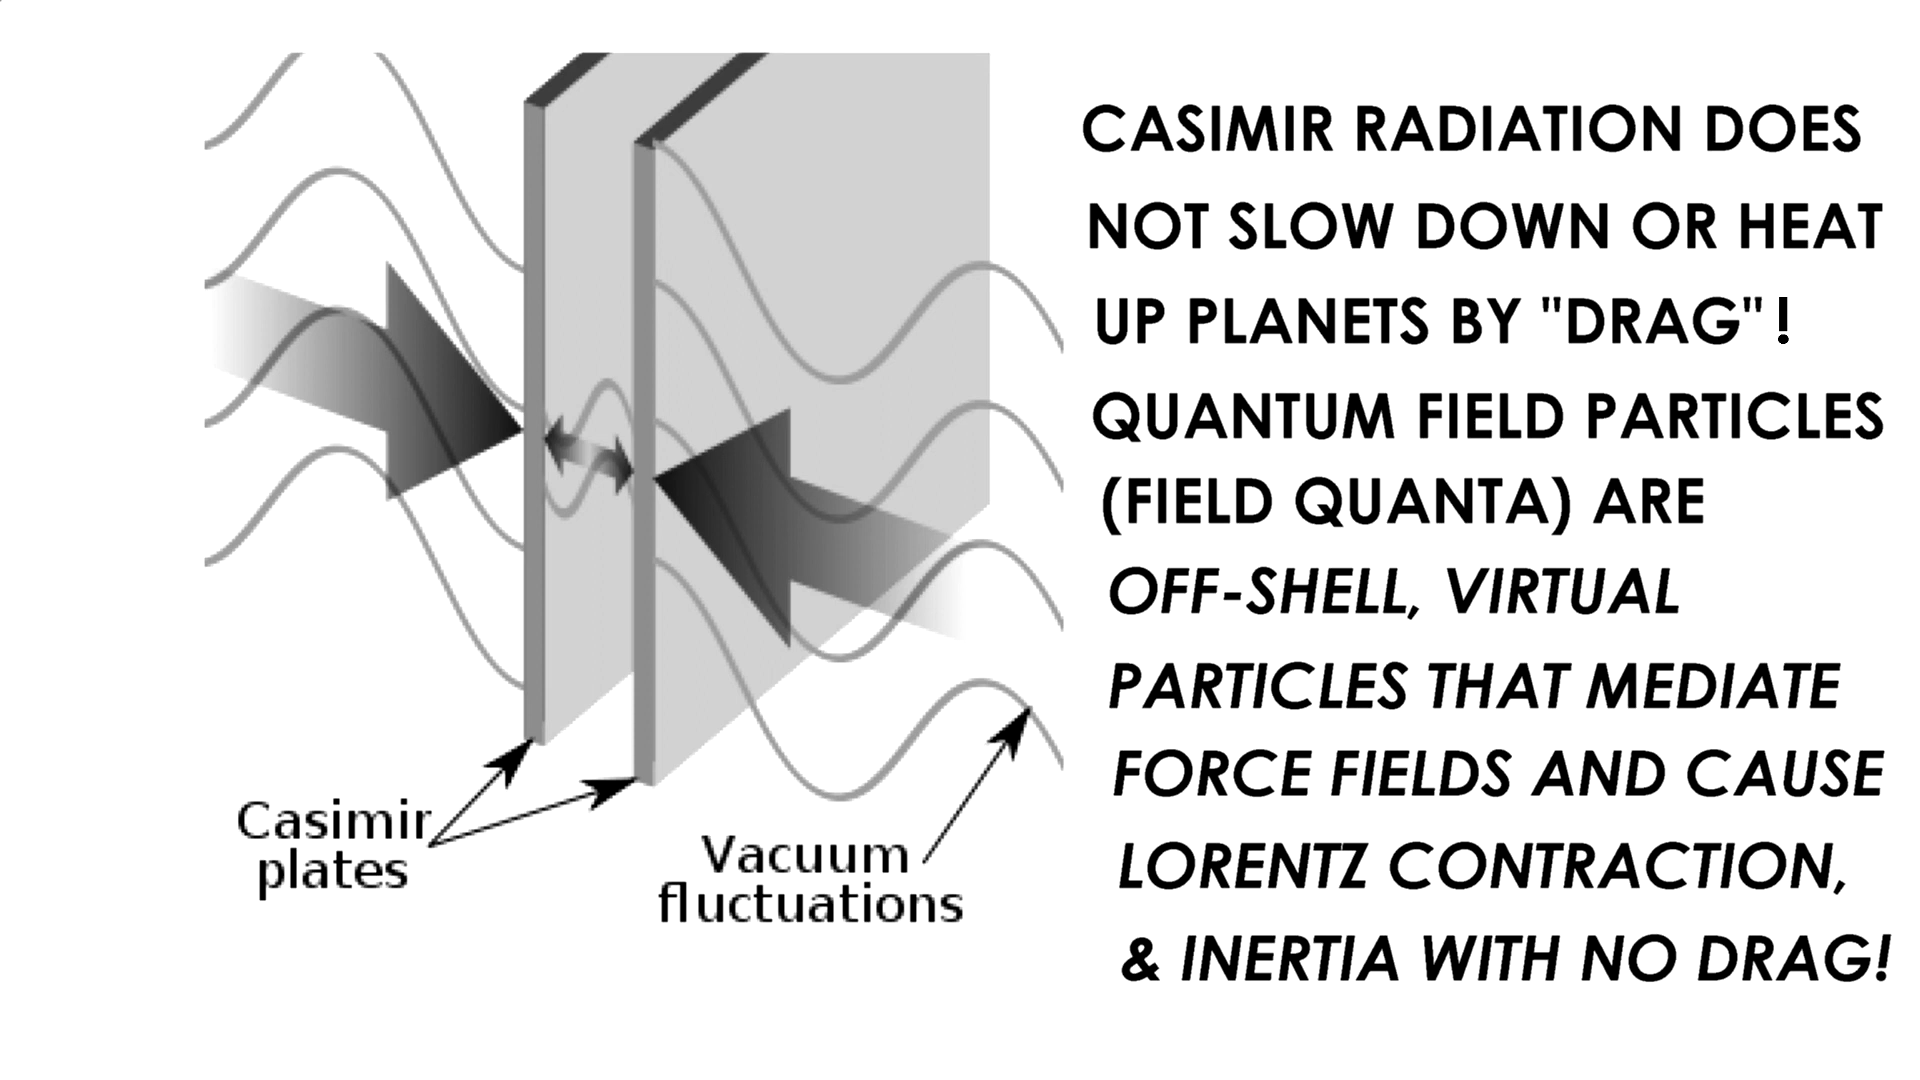 CASIMIR RADIATION DOES
NOT SLOW DOWN OR HEAT
UP PLANETS BY "DRAG"!
QUANTUM FIELD PARTICLES
(FIELD QUANTA) ARE
OFF-SHELL, VIRTUAL
PARTICLES THAT MEDIATE
FORCE FIELDS AND CAUSE
LORENTZ CONTRACTION,
& INERTIA WITH NO DRAG!
Casimir
plates
Vacuum
fluctuations